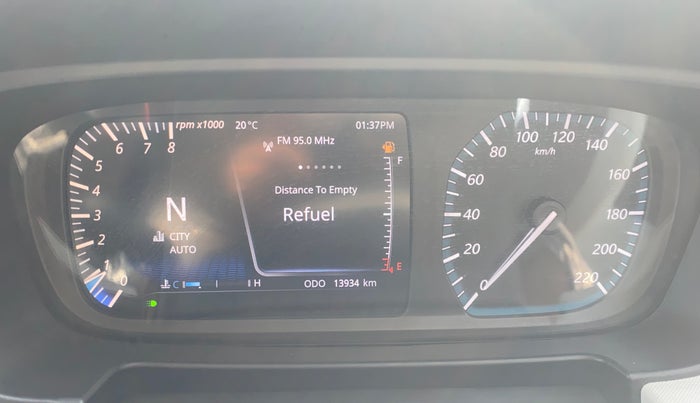 rpm x1000 20°C 01:37PM
FM 95.0 MHz
0 1 2 3 4 5 6 7 8
F
Distance To Empty
Refuel
N
CITY
AUTO
E
C H ODO 13934 km
0 20 40 60 80 100 120 140 160 180 200 220
km/h